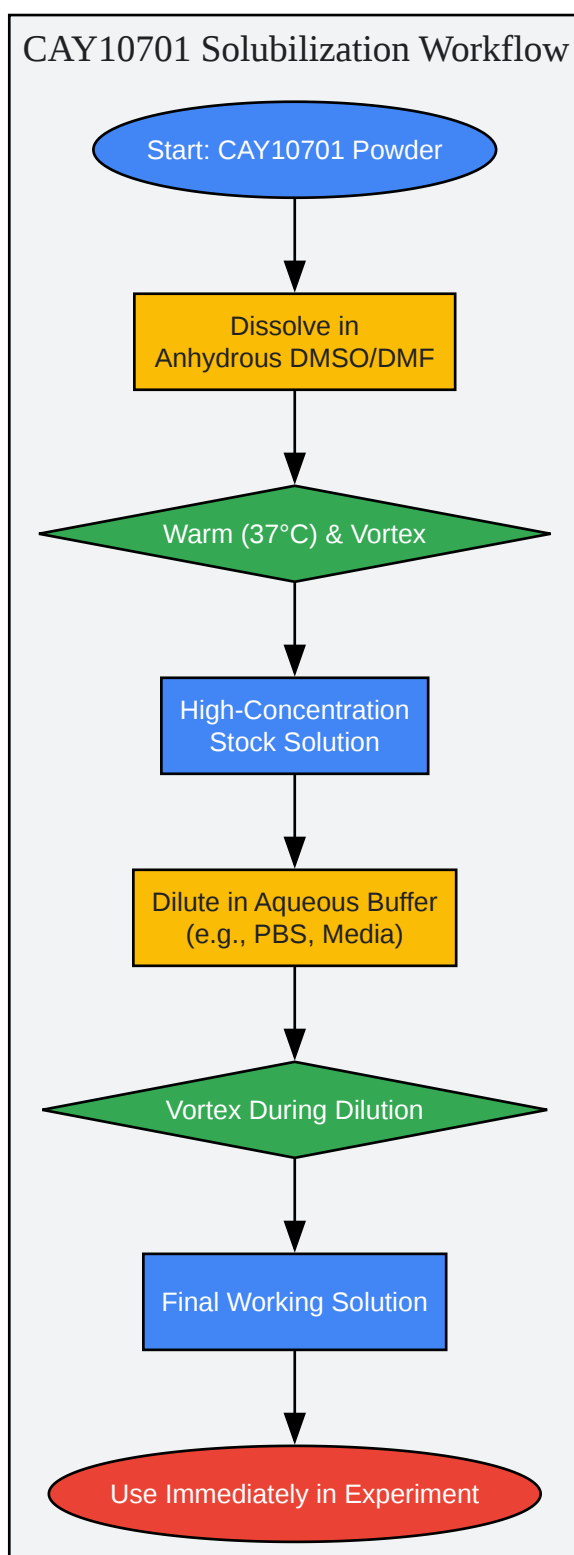 CAY10701 Solubilization Workflow
Start: CAY10701 Powder
Dissolve in
Anhydrous DMSO/DMF
Warm (37°C) & Vortex
High-Concentration
Stock Solution
Dilute in Aqueous Buffer
(e.g., PBS, Media)
Vortex During Dilution
Final Working Solution
Use Immediately in Experiment